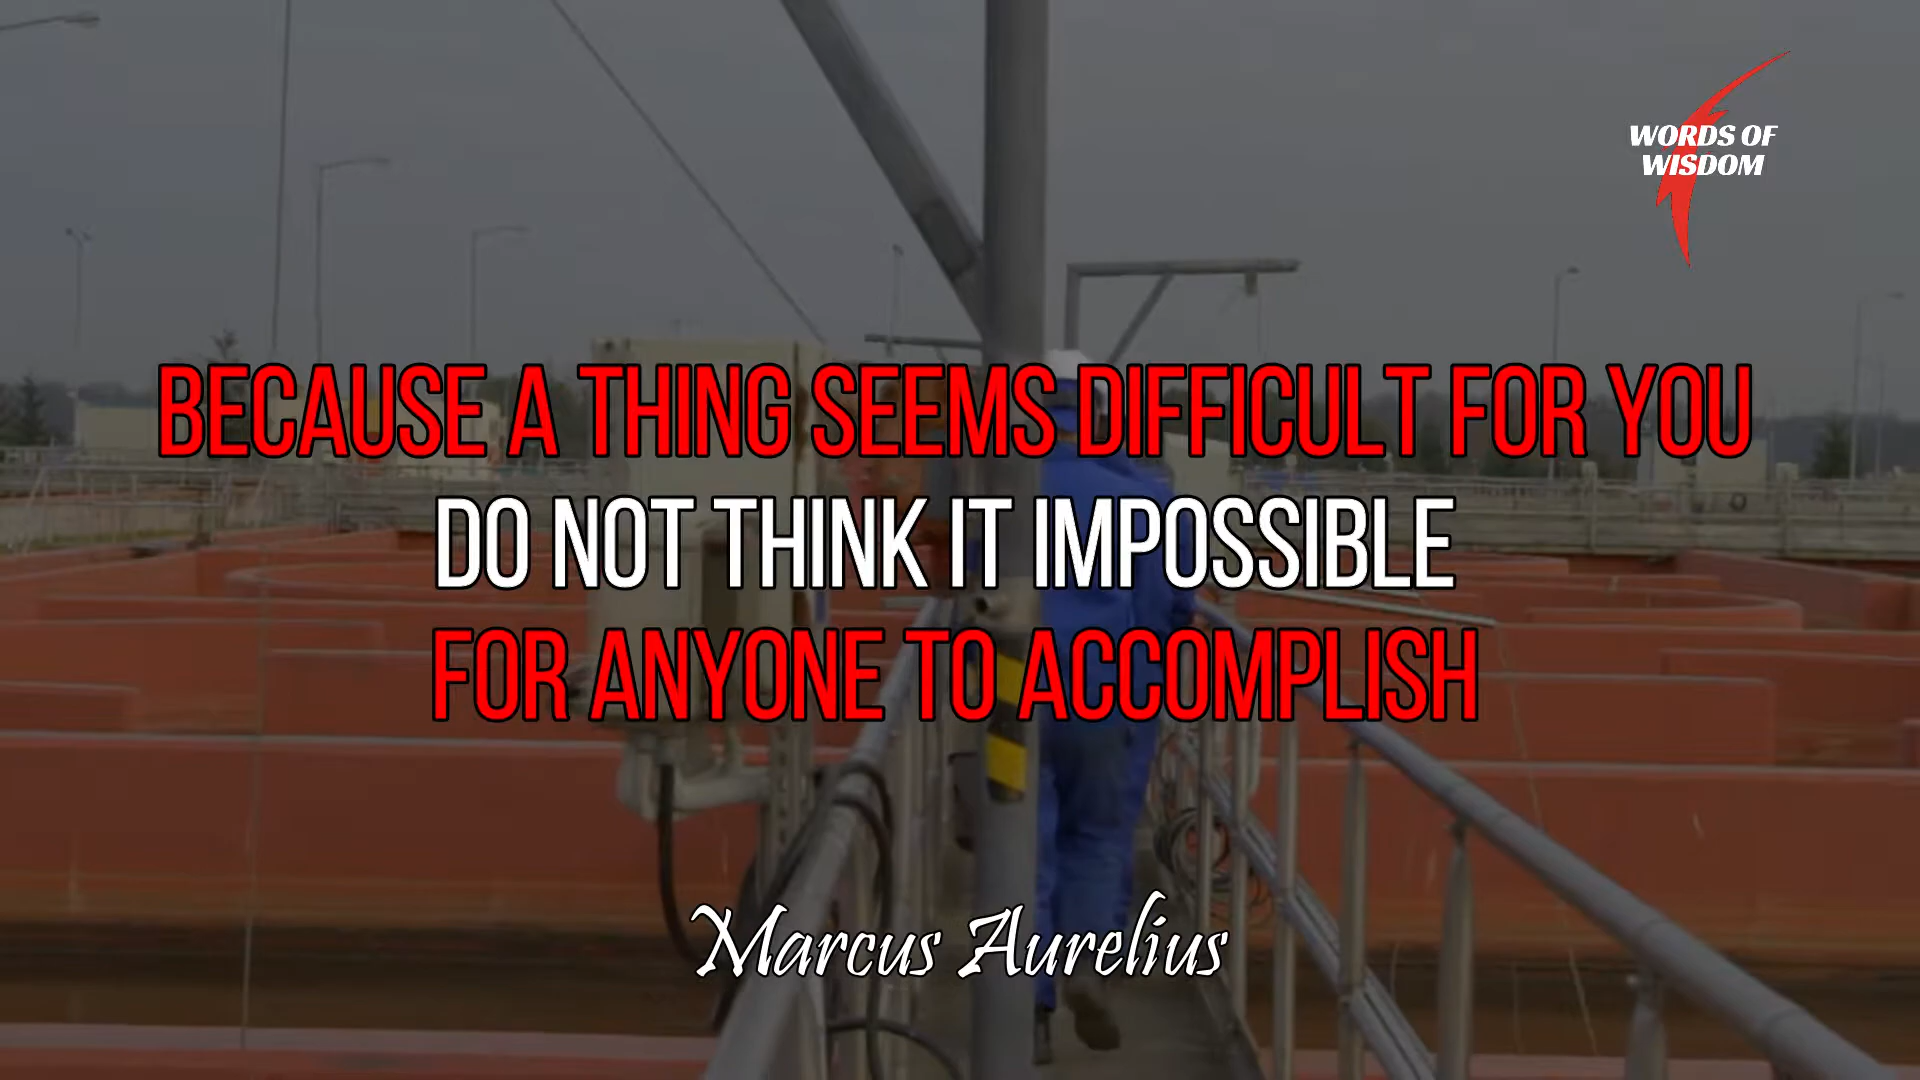 WORDS OF
WISDOM
BECAUSE A THING SEEMS DIFFICULT FOR YOU
DO NOT THINK IT IMPOSSIBLE
FOR ANYONE TO ACCOMPLISH
Marcus Aurelius